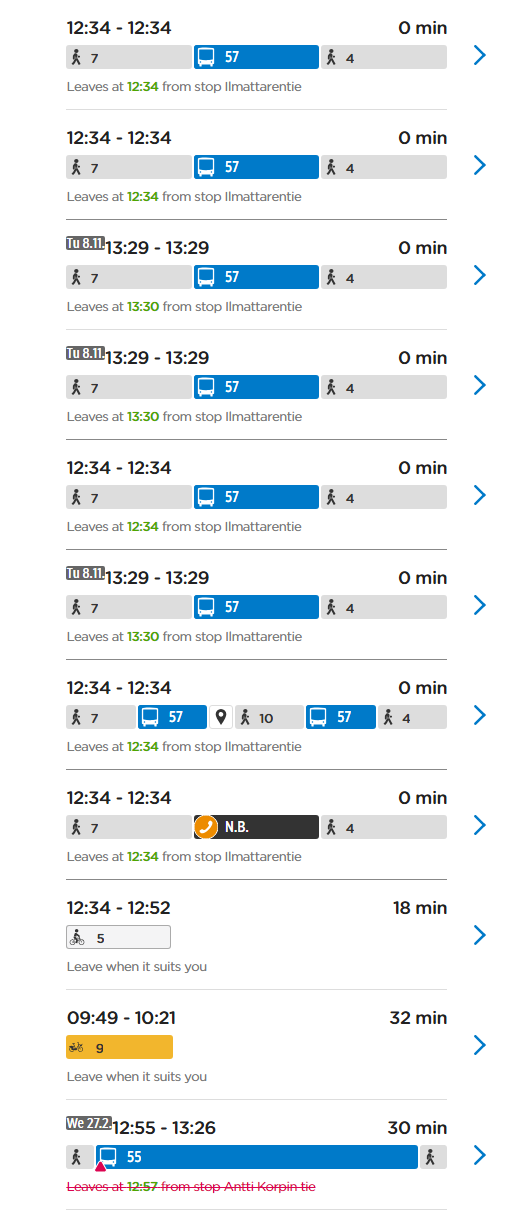 12:34 - 12:34 0 min
7 57 4
Leaves at 12:34 from stop Ilmattarentie
12:34 - 12:34 0 min
7 57 4
Leaves at 12:34 from stop Ilmattarentie
Tu 8.11. 13:29 - 13:29 0 min
7 57 4
Leaves at 13:30 from stop Ilmattarentie
Tu 8.11. 13:29 - 13:29 0 min
7 57 4
Leaves at 13:30 from stop Ilmattarentie
12:34 - 12:34 0 min
7 57 4
Leaves at 12:34 from stop Ilmattarentie
Tu 8.11. 13:29 - 13:29 0 min
7 57 4
Leaves at 13:30 from stop Ilmattarentie
12:34 - 12:34 0 min
7 57 10 57 4
Leaves at 12:34 from stop Ilmattarentie
12:34 - 12:34 0 min
7 N.B. 4
Leaves at 12:34 from stop Ilmattarentie
12:34 - 12:52 18 min
5
Leave when it suits you
09:49 - 10:21 32 min
9
Leave when it suits you
We 27.2. 12:55 - 13:26 30 min
55
Leaves at 12:57 from stop Antti Korpin tie